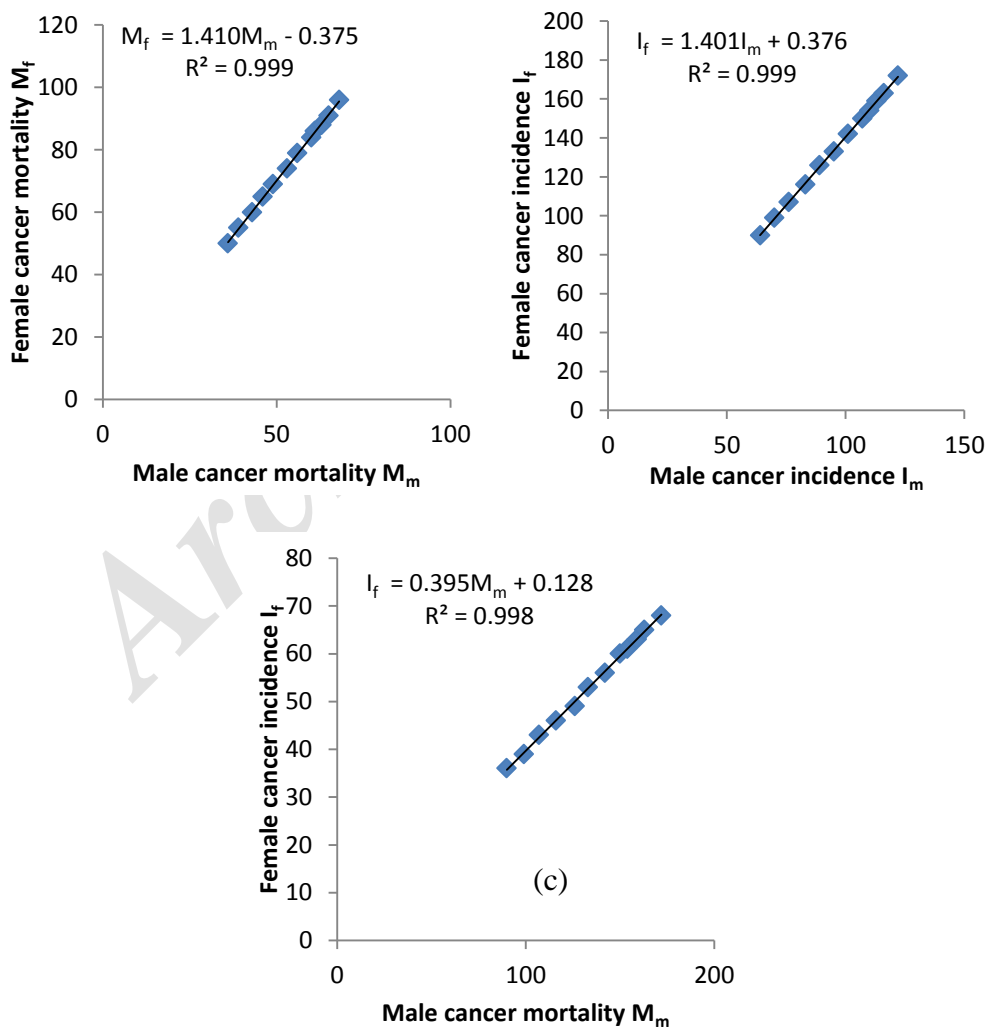 M_f = 1.410M_m - 0.375
R² = 0.999
120
100
80
60
40
20
0
0 50 100
Female cancer mortality M_f
Male cancer mortality M_m
I_f = 1.401I_m + 0.376
R² = 0.999
200
180
160
140
120
100
80
60
40
20
0
0 50 100 150
Female cancer incidence I_f
Male cancer incidence I_m
I_f = 0.395M_m + 0.128
R² = 0.998
80
70
60
50
40
30
20
10
0
0 100 200
Female cancer incidence I_f
(c)
Male cancer mortality M_m